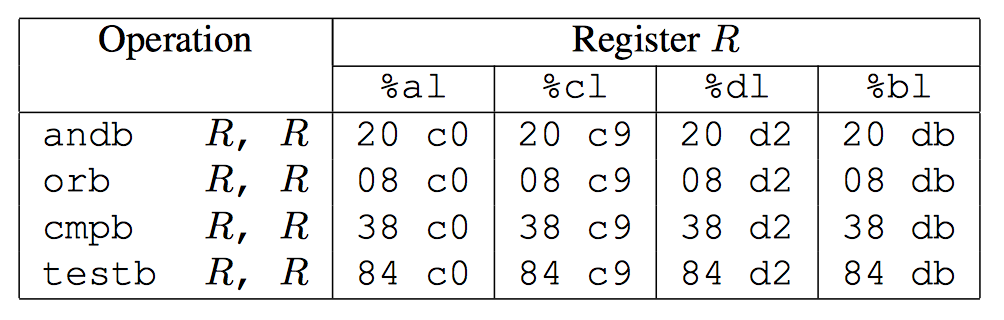 Operation Register R
%al %cl %dl %bl
andb R, R 20 c0 20 c9 20 d2 20 db
orb R, R 08 c0 08 c9 08 d2 08 db
cmpb R, R 38 c0 38 c9 38 d2 38 db
testb R, R 84 c0 84 c9 84 d2 84 db